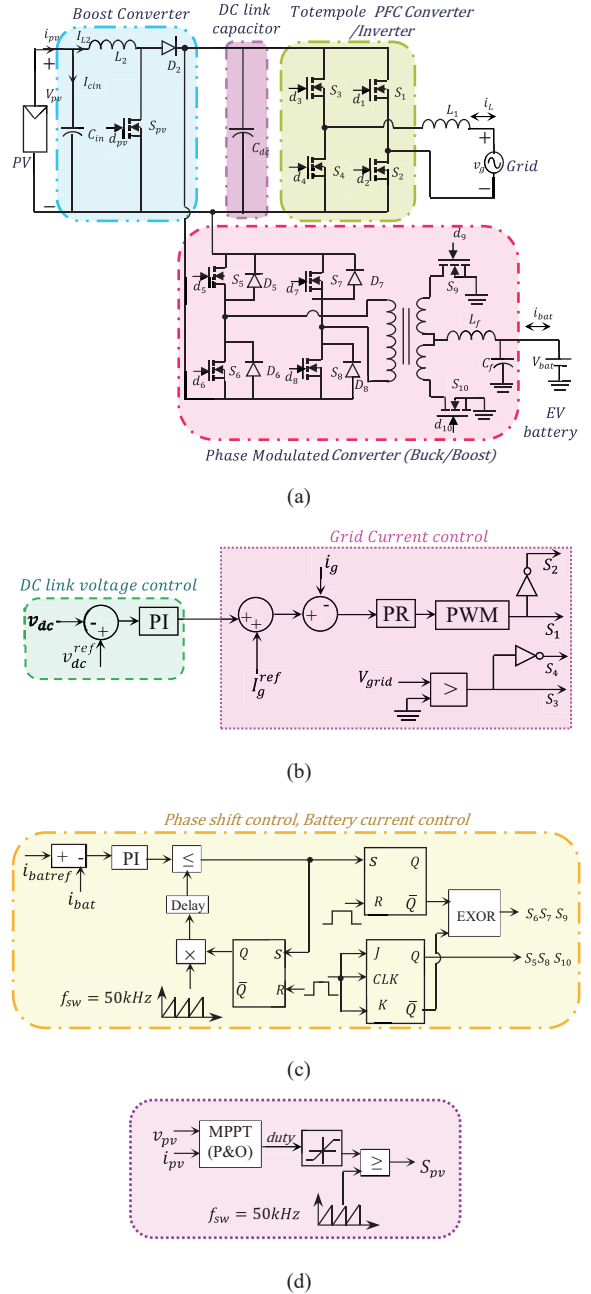 Boost Converter
DC link
capacitor
Totempole PFC Converter
/Inverter
i_pv
I_L2
L_2
D_2
+
I_cin
V_pv
C_in
d_pv
S_pv
PV
−
C_dc
d_3
S_3
d_1
S_1
d_4
S_4
d_2
S_2
L_1
i_L
+
v_g
Grid
−
d_5
S_5
D_5
d_7
S_7
D_7
d_6
S_6
D_6
d_8
S_8
D_8
d_9
S_9
L_f
i_bat
C_f
V_bat
S_10
d_10
EV
battery
Phase Modulated Converter (Buck/Boost)
(a)
Grid Current control
DC link voltage control
v_dc
-
+
v_dc^ref
PI
+
+
I_g^ref
i_g
+
-
PR
PWM
S_2
S_1
V_grid
>
S_4
S_3
(b)
Phase shift control, Battery current control
i_batref
+ -
i_bat
PI
≤
Delay
×
f_sw = 50kHz
Q
S
Q̅
R
S
Q
R
Q̅
J
Q
CLK
K
Q̅
EXOR
S_6 S_7 S_9
S_5 S_8 S_10
(c)
v_pv
i_pv
MPPT
(P&O)
duty
≥
S_pv
f_sw = 50kHz
(d)